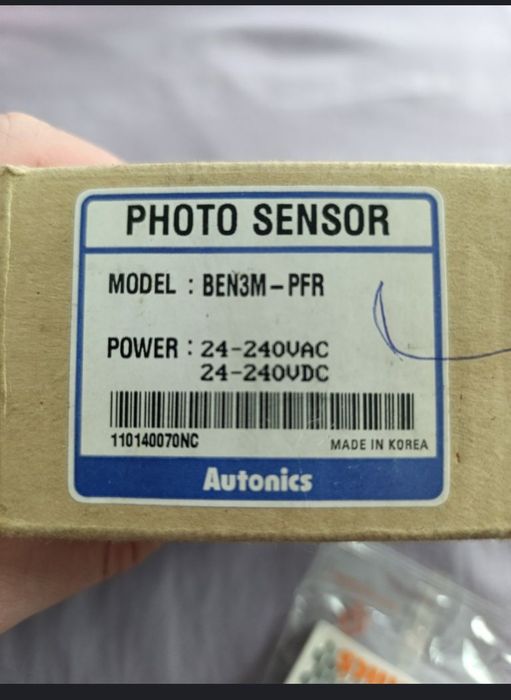 PHOTO SENSOR
MODEL : BEN3M-PFR
POWER : 24-240VAC
24-240VDC
110140070NC
MADE IN KOREA
Autonics